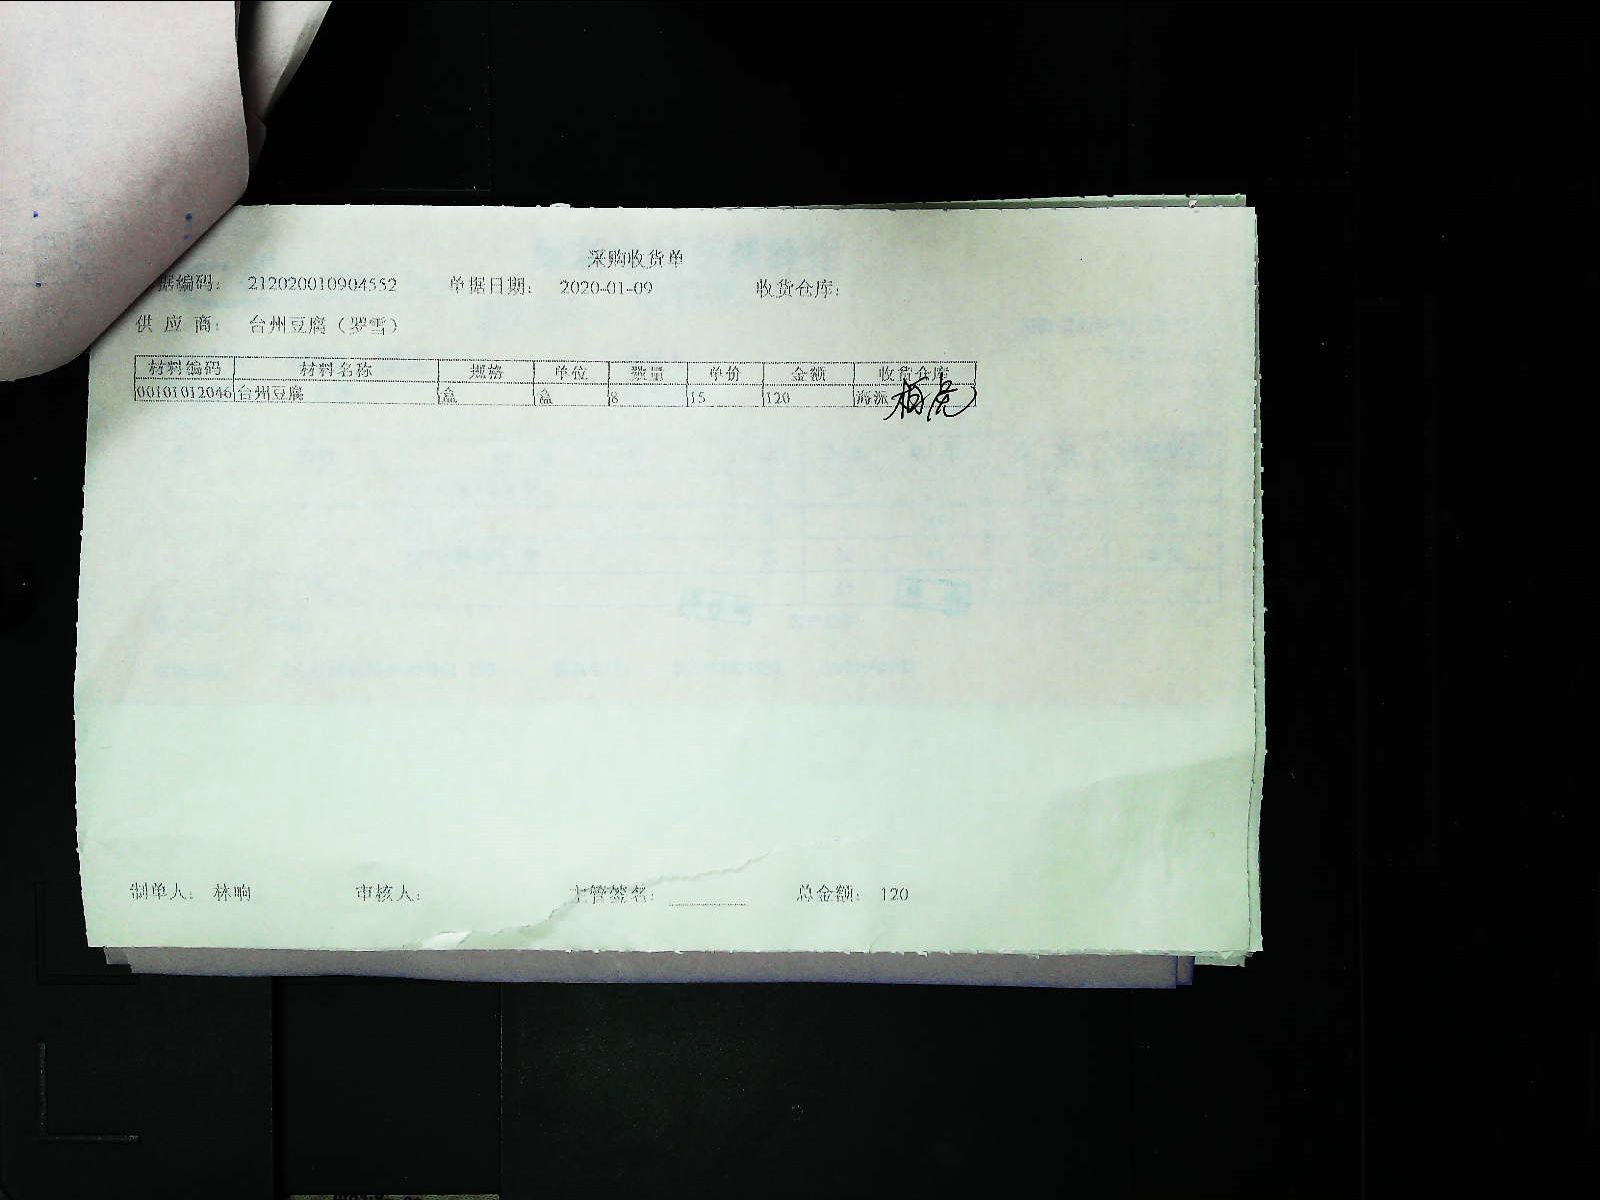 采购收货单
据编码: 212020010904552 单据日期: 2020-01-09 收货仓库:
供 应 商: 台州豆腐（罗雪）
材料编码 材料名称 规格 单位 数量 单价 金额 收货仓库
00101012046 台州豆腐 盒 盒 8 15 120 海派
制单人: 林响 审核人: 主管签名: 总金额: 120